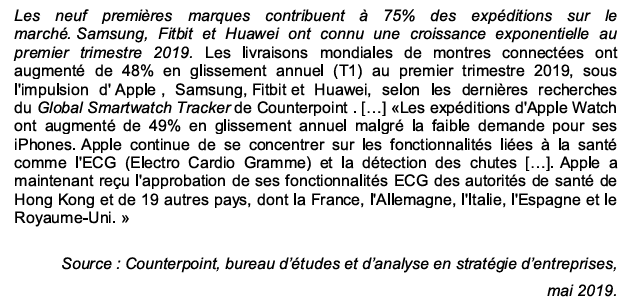 Les neuf premières marques contribuent à 75% des expéditions sur le
marché. Samsung, Fitbit et Huawei ont connu une croissance exponentielle au
premier trimestre 2019. Les livraisons mondiales de montres connectées ont
augmenté de 48% en glissement annuel (T1) au premier trimestre 2019, sous
l'impulsion d' Apple , Samsung, Fitbit et Huawei, selon les dernières recherches
du Global Smartwatch Tracker de Counterpoint . […] «Les expéditions d'Apple Watch
ont augmenté de 49% en glissement annuel malgré la faible demande pour ses
iPhones. Apple continue de se concentrer sur les fonctionnalités liées à la santé
comme l'ECG (Electro Cardio Gramme) et la détection des chutes […]. Apple a
maintenant reçu l'approbation de ses fonctionnalités ECG des autorités de santé de
Hong Kong et de 19 autres pays, dont la France, l'Allemagne, l'Italie, l'Espagne et le
Royaume-Uni. »
Source : Counterpoint, bureau d'études et d'analyse en stratégie d'entreprises,
mai 2019.